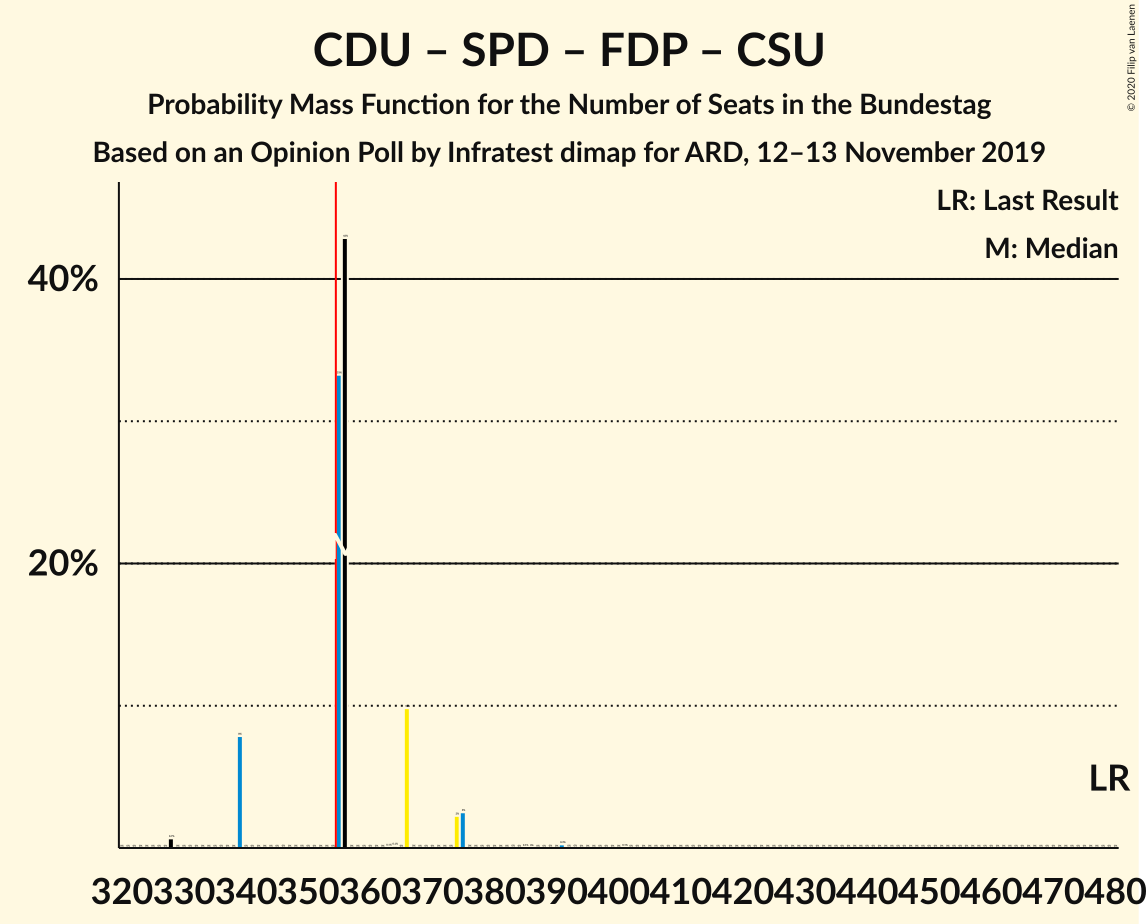 CDU – SPD – FDP – CSU
Probability Mass Function for the Number of Seats in the Bundestag
Based on an Opinion Poll by Infratest dimap for ARD, 12–13 November 2019
© 2020 Filip van Laenen
LR: Last Result
M: Median
40%
20%
LR
320 330 340 350 360 370 380 390 400 410 420 430 440 450 460 470 480